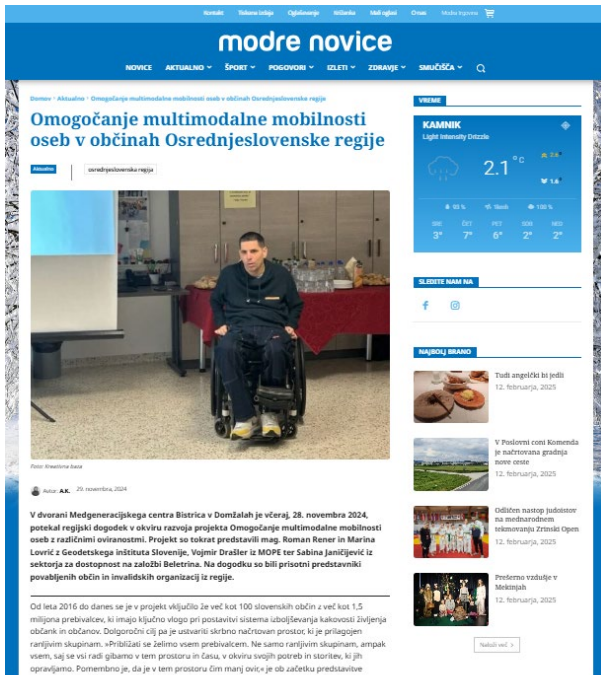 Kontakt Tiskana izdaja Oglaševanje Križanka Mali oglasi O nas Modra trgovina
modre novice
NOVICE AKTUALNO ŠPORT POGOVORI IZLETI ZDRAVJE SMUČIŠČA
Domov Aktualno Omogočanje multimodalne mobilnosti oseb v občinah Osrednjeslovenske regije
Omogočanje multimodalne mobilnosti
oseb v občinah Osrednjeslovenske regije
Aktualno osrednjeslovenska regija
Foto: Kreativna baza
Avtor: A.K. 29. novembra, 2024
V dvorani Medgeneracijskega centra Bistrica v Domžalah je včeraj, 28. novembra 2024,
potekal regijski dogodek v okviru razvoja projekta Omogočanje multimodalne mobilnosti
oseb z različnimi oviranostmi. Projekt so tokrat predstavili mag. Roman Rener in Marina
Lovrić z Geodetskega inštituta Slovenije, Vojmir Drašler iz MOPE ter Sabina Janičijević iz
sektorja za dostopnost na založbi Beletrina. Na dogodku so bili prisotni predstavniki
povabljenih občin in invalidskih organizacij iz regije.
Od leta 2016 do danes se je v projekt vključilo že več kot 100 slovenskih občin z več kot 1,5
milijona prebivalcev, ki imajo ključno vlogo pri postavitvi sistema izboljševanja kakovosti življenja
občank in občanov. Dolgoročni cilj pa je ustvariti skrbno načrtovan prostor, ki je prilagojen
ranljivim skupinam. »Približati se želimo vsem prebivalcem. Ne samo ranljivim skupinam, ampak
vsem, saj se vsi radi gibamo v tem prostoru in času, v okviru svojih potreb in storitev, ki jih
opravljamo. Pomembno je, da je v tem prostoru čim manj ovir,« je ob začetku predstavitve
VREME
KAMNIK
Light Intensity Drizzle
2.1 °C
2.6°
1.6°
93 % 1kmh 100 %
SRE ČET PET SOB NED
3° 7° 6° 2° 2°
SLEDITE NAM NA
NAJBOLJ BRANO
Tudi angelčki bi jedli
12. februarja, 2025
V Poslovni coni Komenda
je načrtovana gradnja
nove ceste
12. februarja, 2025
Odličen nastop judoistov
na mednarodnem
tekmovanju Zrinski Open
12. februarja, 2025
Prešerno vzdušje v
Mekinjah
12. februarja, 2025
Naloži več